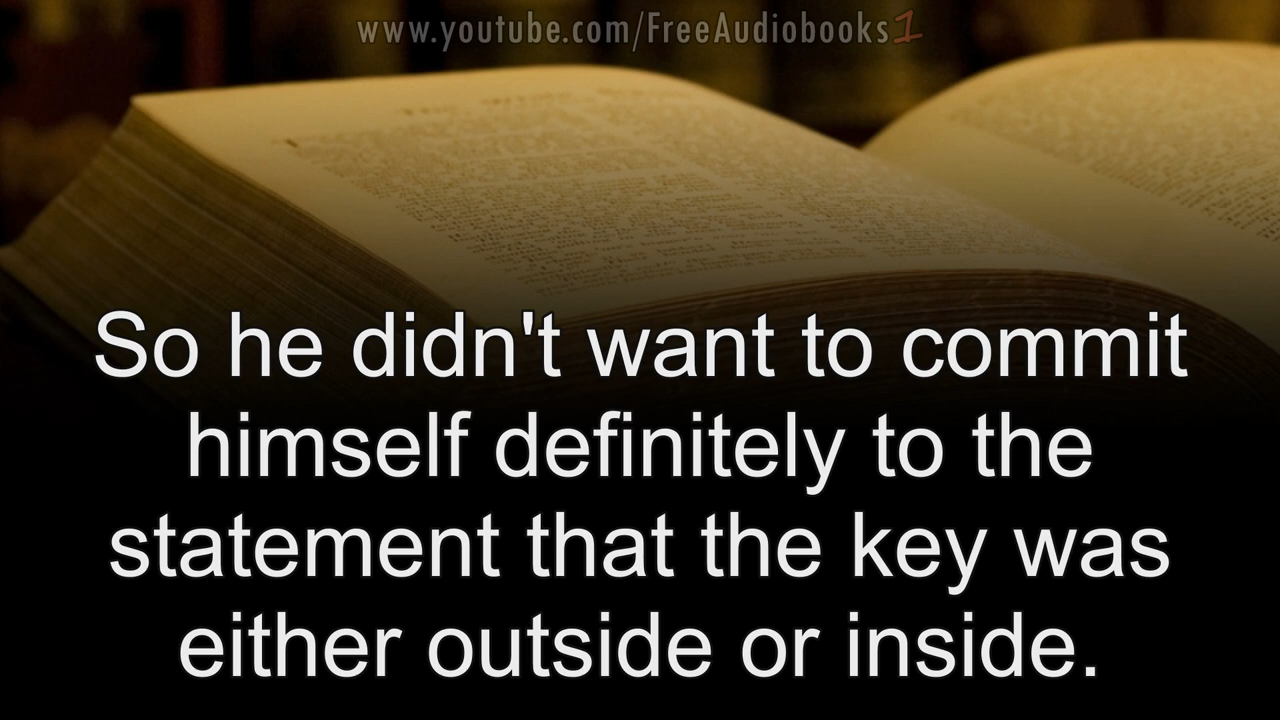 www.youtube.com/FreeAudiobooks1
So he didn't want to commit
himself definitely to the
statement that the key was
either outside or inside.